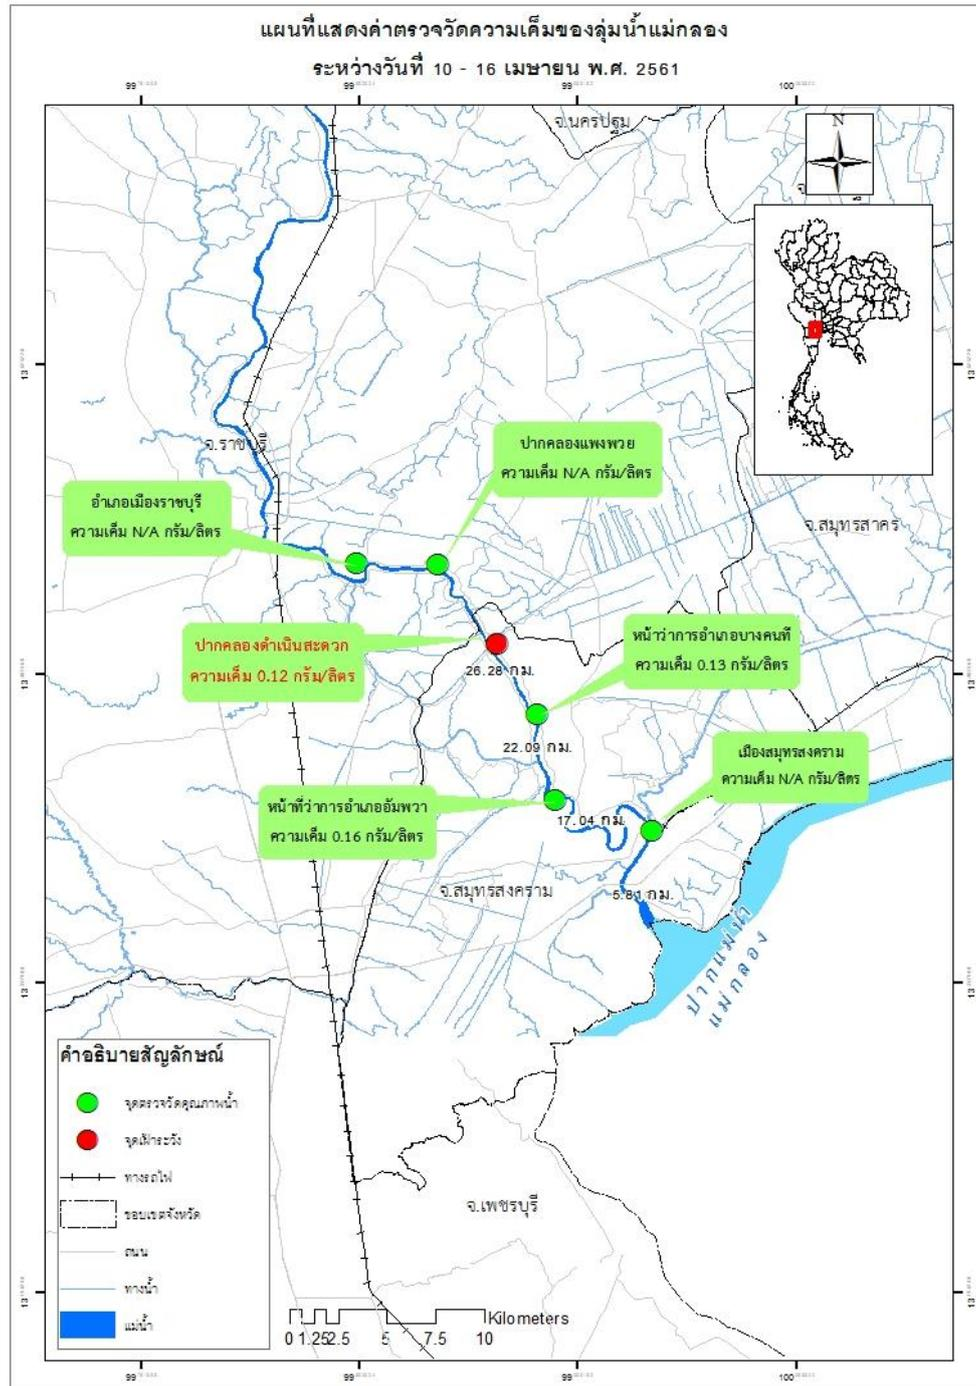 แผนที่แสดงค่าตรวจวัดความเค็มของลุ่มน้ำแม่กลอง
ระหว่างวันที่ 10 - 16 เมษายน พ.ศ. 2561
จ.นครปฐม
N
จ.ราชบุรี
ปากคลองแพงพวย
ความเค็ม N/A กรัม/ลิตร
อำเภอเมืองราชบุรี
ความเค็ม N/A กรัม/ลิตร
จ.สมุทรสาคร
ปากคลองดำเนินสะดวก
ความเค็ม 0.12 กรัม/ลิตร
26.28 กม.
หน้าว่าการอำเภอบางคนที
ความเค็ม 0.13 กรัม/ลิตร
22.09 กม.
เมืองสมุทรสงคราม
ความเค็ม N/A กรัม/ลิตร
หน้าที่ว่าการอำเภออัมพวา
ความเค็ม 0.16 กรัม/ลิตร
17.04 กม.
จ.สมุทรสงคราม
5.81 กม.
ปากแม่น้ำ
แม่กลอง
คำอธิบายสัญลักษณ์
จุดตรวจวัดคุณภาพน้ำ
จุดเฝ้าระวัง
ทางรถไฟ
ขอบเขตจังหวัด
ถนน
ทางน้ำ
แม่น้ำ
จ.เพชรบุรี
Kilometers
0 1.25 2.5 5 7.5 10